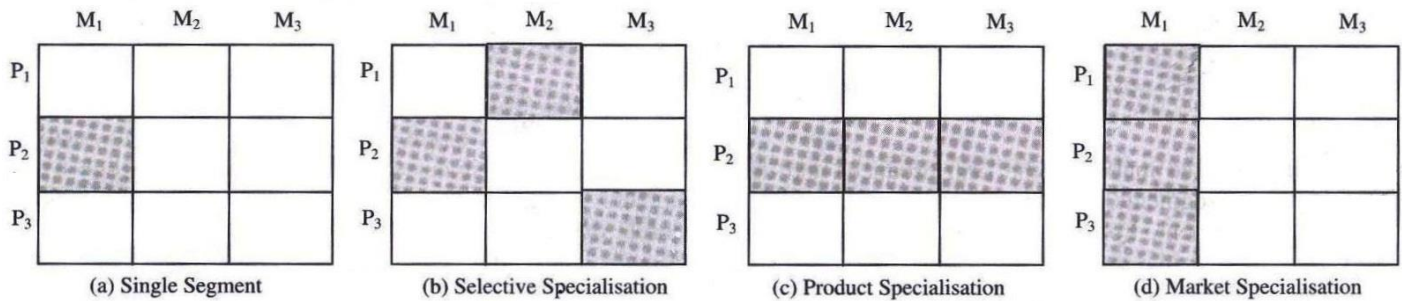 M1 M2 M3 M1 M2 M3 M1 M2 M3 M1 M2 M3
P1 P1 P1 P1
P2 P2 P2 P2
P3 P3 P3 P3
(a) Single Segment (b) Selective Specialisation (c) Product Specialisation (d) Market Specialisation